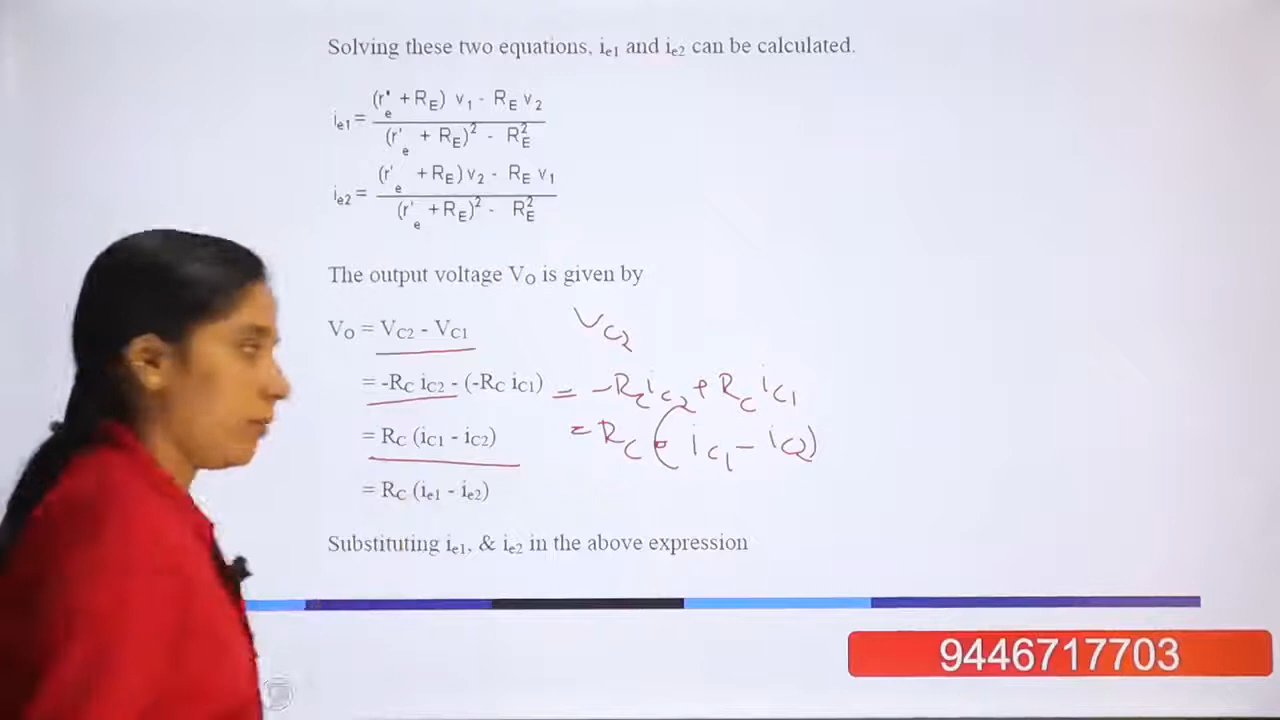 Solving these two equations, ie1 and ie2 can be calculated.
ie1 = (r'e + RE) v1 - RE v2 / (r'e + RE)² - RE²
ie2 = (r'e + RE) v2 - RE v1 / (r'e + RE)² - RE²
The output voltage VO is given by
VO = VC2 - VC1 VC2
= -RC iC2 - (-RC iC1) = -RC iC2 + RC iC1
= RC (iC1 - iC2) = RC (iC1 - iC2)
= RC (ie1 - ie2)
Substituting ie1, & ie2 in the above expression
9446717703